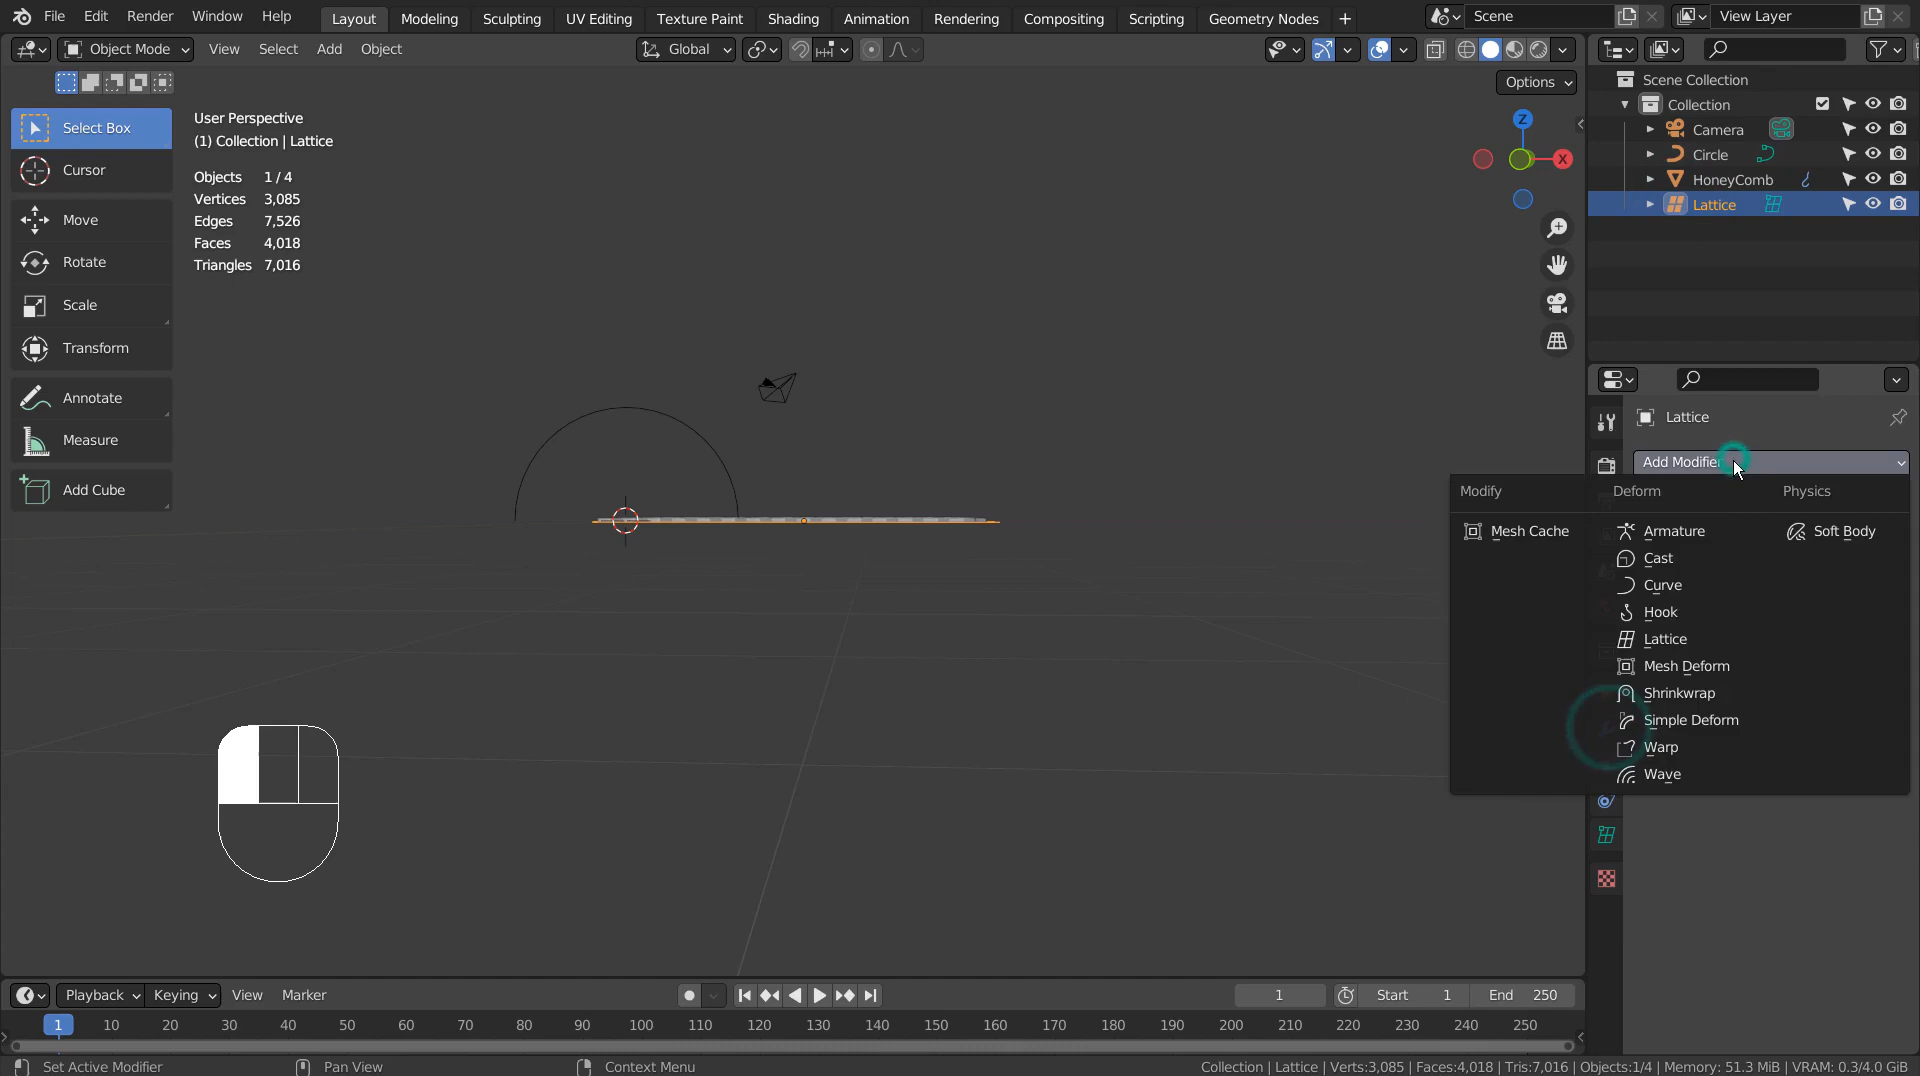 File Edit Render Window Help Layout Modeling Sculpting UV Editing Texture Paint Shading Animation Rendering Compositing Scripting Geometry Nodes + Scene View Layer
Object Mode View Select Add Object Global
Options
Select Box
Cursor
Move
Rotate
Scale
Transform
Annotate
Measure
Add Cube
User Perspective
(1) Collection | Lattice
Objects 1 / 4
Vertices 3,085
Edges 7,526
Faces 4,018
Triangles 7,016
Z
X
Scene Collection
Collection
Camera
Circle
HoneyComb
Lattice
Lattice
Add Modifier
Modify Deform Physics
Mesh Cache Armature Soft Body
Cast
Curve
Hook
Lattice
Mesh Deform
Shrinkwrap
Simple Deform
Warp
Wave
Playback Keying View Marker 1 Start 1 End 250
1 10 20 30 40 50 60 70 80 90 100 110 120 130 140 150 160 170 180 190 200 210 220 230 240 250
Set Active Modifier Pan View Context Menu Collection | Lattice | Verts:3,085 | Faces:4,018 | Tris:7,016 | Objects:1/4 | Memory: 51.3 MiB | VRAM: 0.3/4.0 GiB